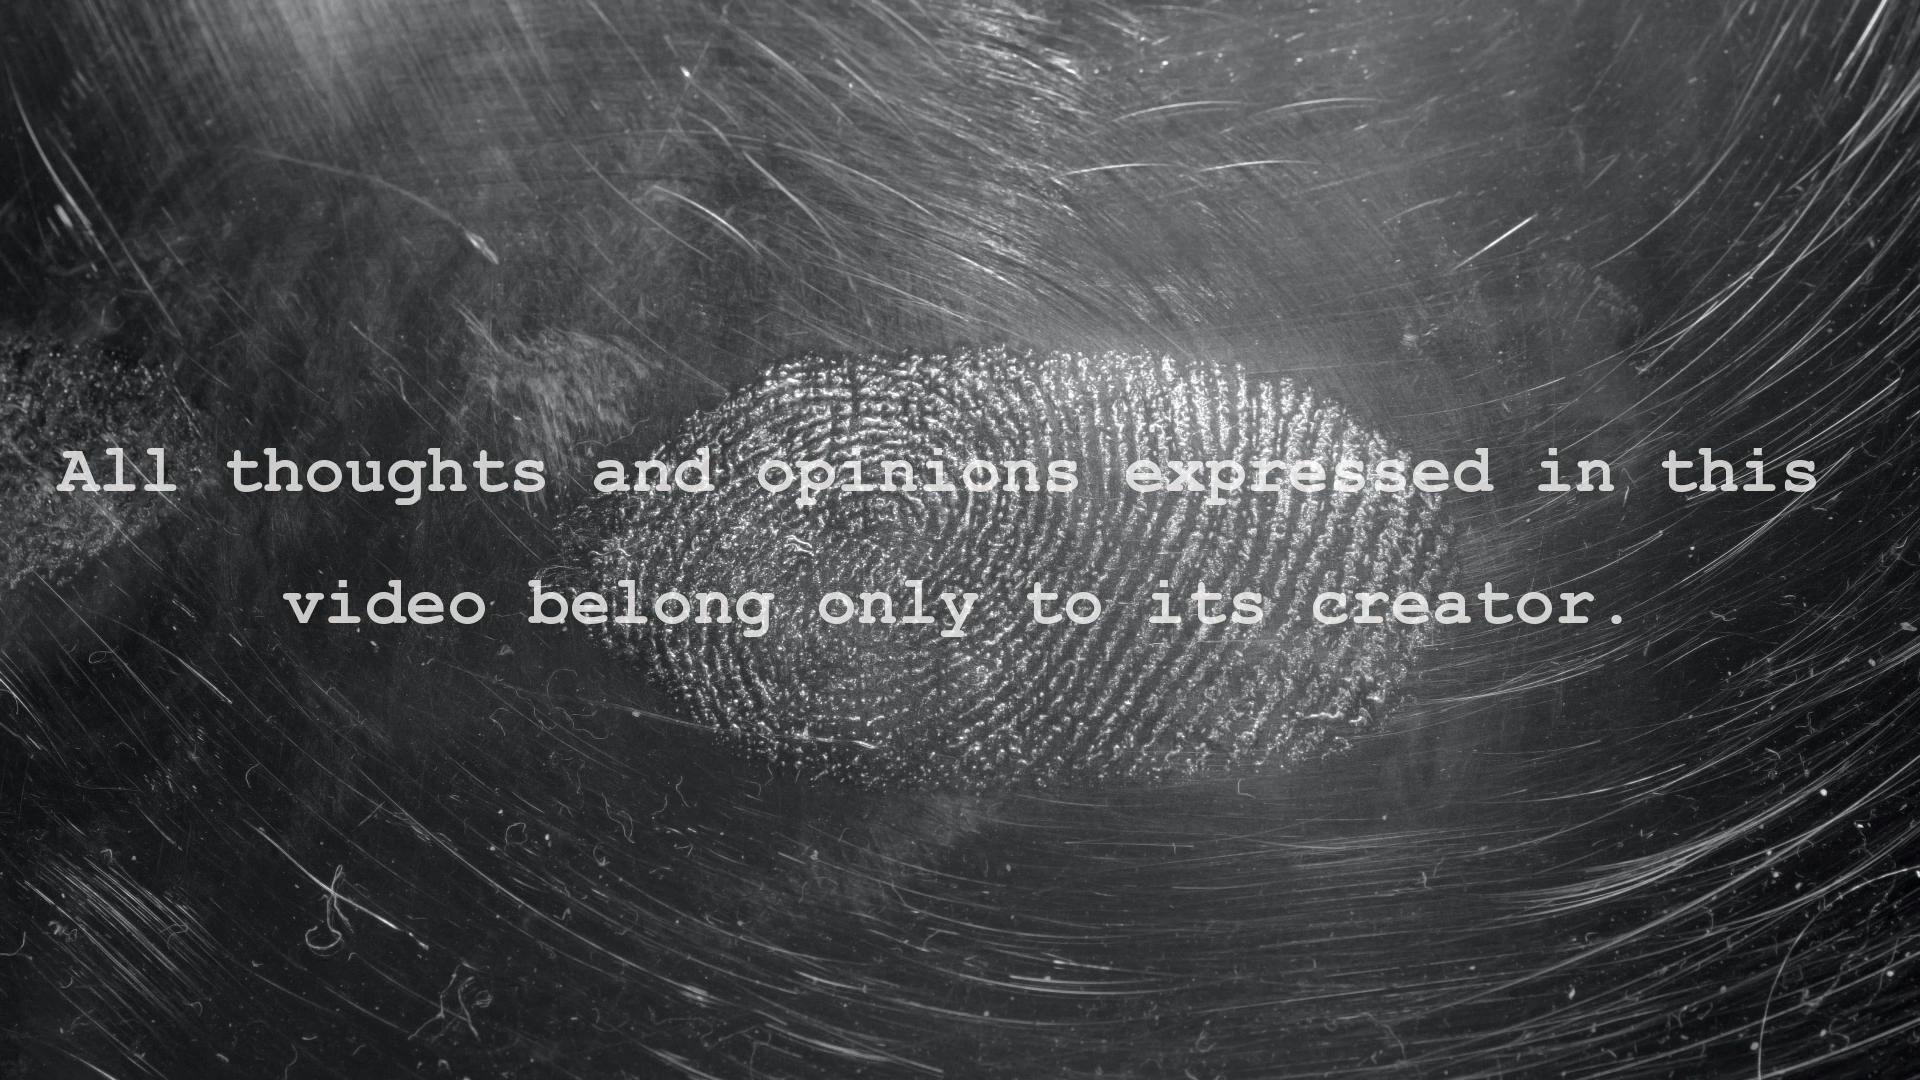 All thoughts and opinions expressed in this
video belong only to its creator.